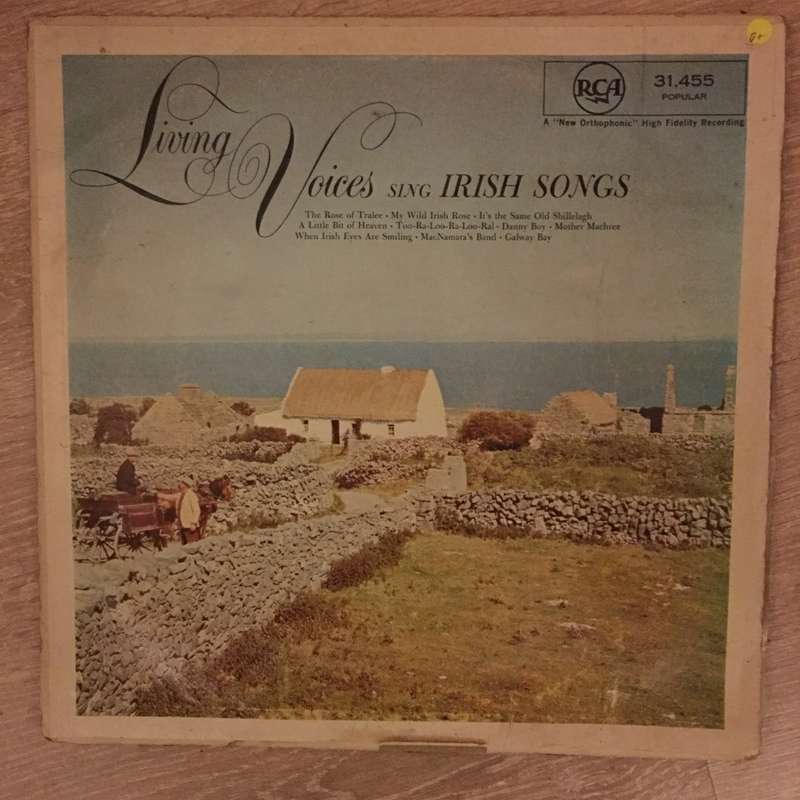 G+
RCA
31,455
POPULAR
A "New Orthophonic" High Fidelity Recording
Living Voices SING IRISH SONGS
The Rose of Tralee • My Wild Irish Rose • It's the Same Old Shillelagh
A Little Bit of Heaven • Too-Ra-Loo-Ra-Loo-Ral • Danny Boy • Mother Machree
When Irish Eyes Are Smiling • MacNamara's Band • Galway Bay